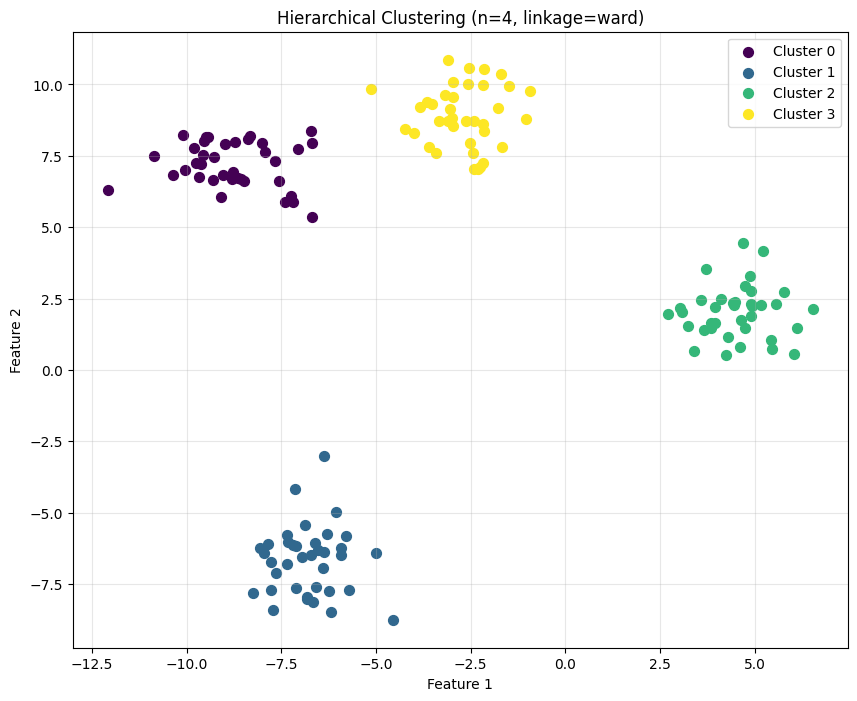 Hierarchical Clustering (n=4, linkage=ward)
Cluster 0
Cluster 1
Cluster 2
Cluster 3
Feature 2
10.0
7.5
5.0
2.5
0.0
−2.5
−5.0
−7.5
−12.5
−10.0
−7.5
−5.0
−2.5
0.0
2.5
5.0
Feature 1